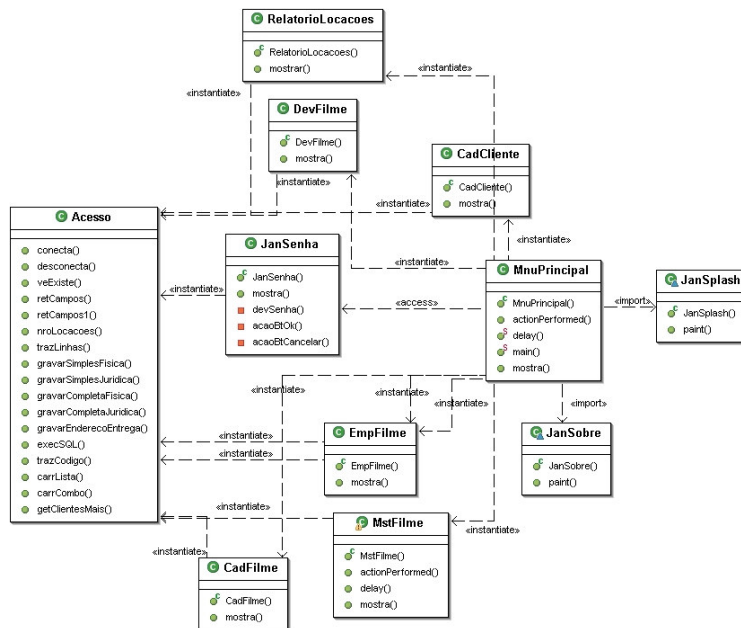 RelatorioLocacoes
RelatorioLocacoes()
mostrar()
«instantiate»
«instantiate»
DevFilme
DevFilme()
mostra()
«instantiate»
CadCliente
CadCliente()
mostra()
«instantiate»
«instantiate»
Acesso
conecta()
desconecta()
veExiste()
retCampos()
retCampos1()
nroLocacoes()
trazLinhas()
gravarSimplesFisica()
gravarSimplesJuridica()
gravarCompletaFisica()
gravarCompletaJuridica()
gravarEnderecoEntrega()
execSQL()
trazCodigo()
carrLista()
carrCombo()
getClientesMais()
«instantiate»
JanSenha
JanSenha()
mostra()
devSenha()
acaoBtOk()
acaoBtCancelar()
«instantiate»
«access»
MnuPrincipal
MnuPrincipal()
actionPerformed()
delay()
main()
mostra()
«import»
JanSplash
JanSplash()
paint()
«instantiate»
«instantiate»
«instantiate»
«import»
«instantiate»
«instantiate»
EmpFilme
EmpFilme()
mostra()
JanSobre
JanSobre()
paint()
«instantiate»
«instantiate»
MstFilme
MstFilme()
actionPerformed()
delay()
mostra()
«instantiate»
CadFilme
CadFilme()
mostra()